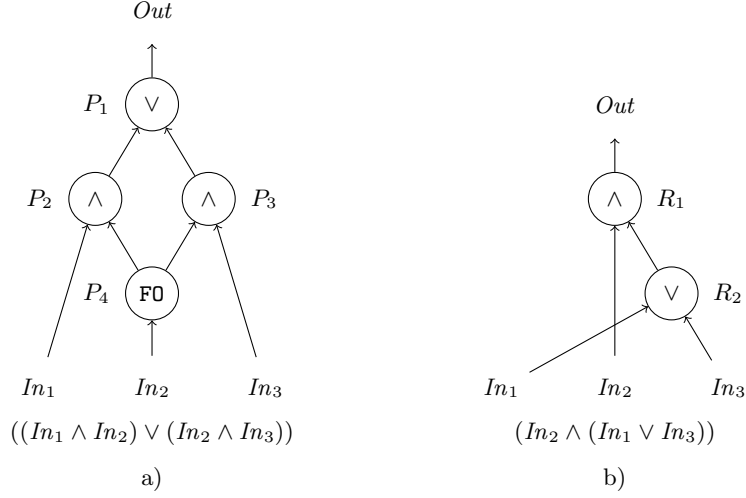 Out
P₁ ∨
P₂ ∧ ∧ P₃
P₄ FO
In₁ In₂ In₃
((In₁ ∧ In₂) ∨ (In₂ ∧ In₃))
a)
Out
∧ R₁
∨ R₂
In₁ In₂ In₃
(In₂ ∧ (In₁ ∨ In₃))
b)